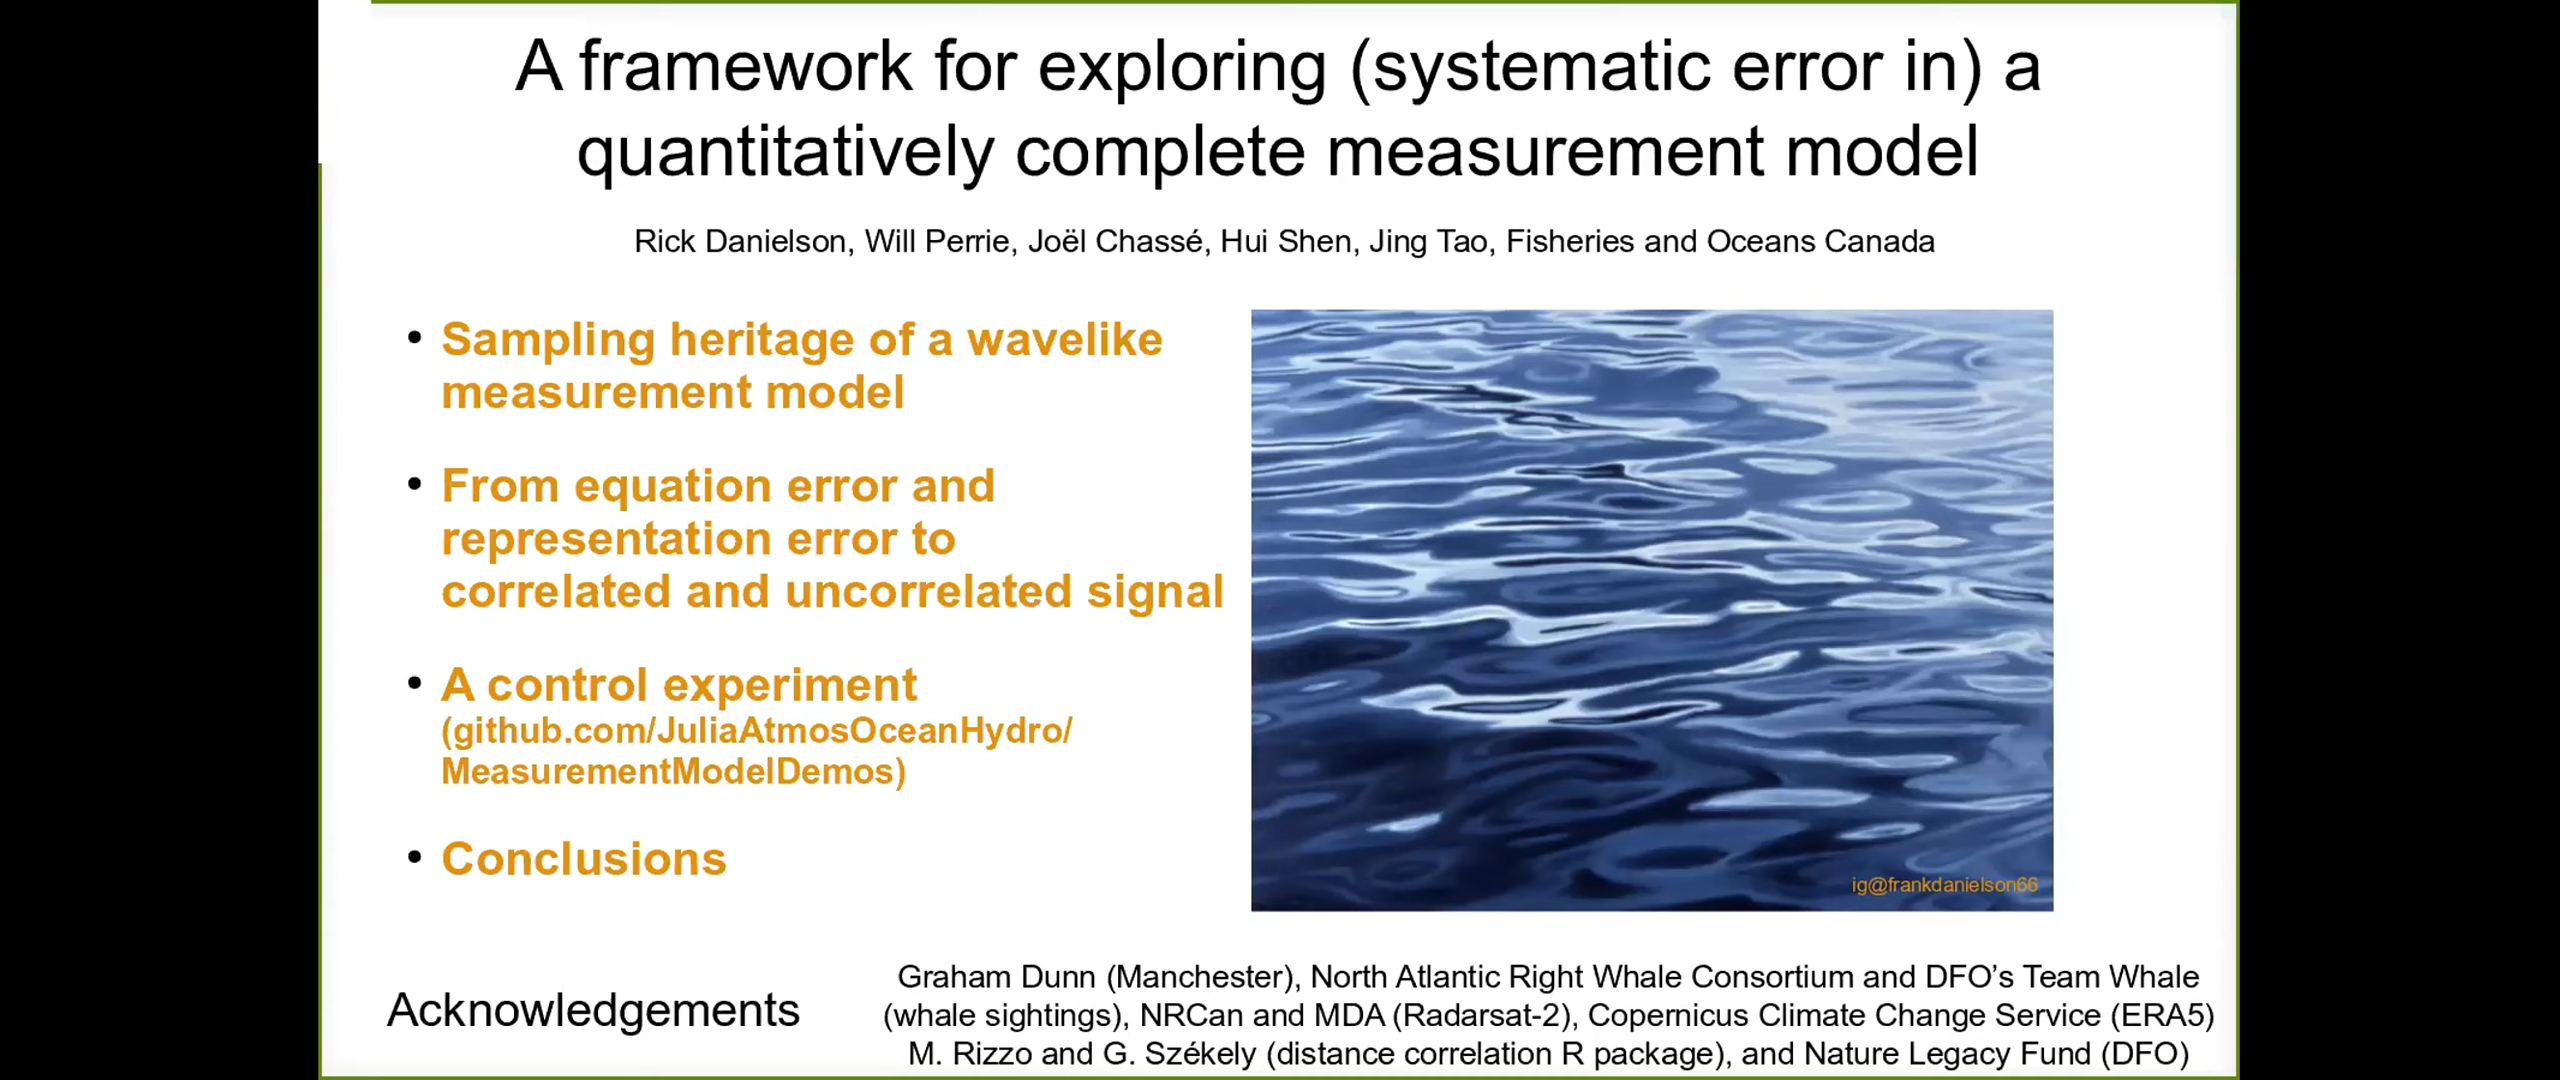 A framework for exploring (systematic error in) a
quantitatively complete measurement model
Rick Danielson, Will Perrie, Joël Chassé, Hui Shen, Jing Tao, Fisheries and Oceans Canada
• Sampling heritage of a wavelike
measurement model
• From equation error and
representation error to
correlated and uncorrelated signal
• A control experiment
(github.com/JuliaAtmosOceanHydro/
MeasurementModelDemos)
• Conclusions
ig@frankdanielson66
Acknowledgements
Graham Dunn (Manchester), North Atlantic Right Whale Consortium and DFO’s Team Whale
(whale sightings), NRCan and MDA (Radarsat-2), Copernicus Climate Change Service (ERA5)
M. Rizzo and G. Székely (distance correlation R package), and Nature Legacy Fund (DFO)